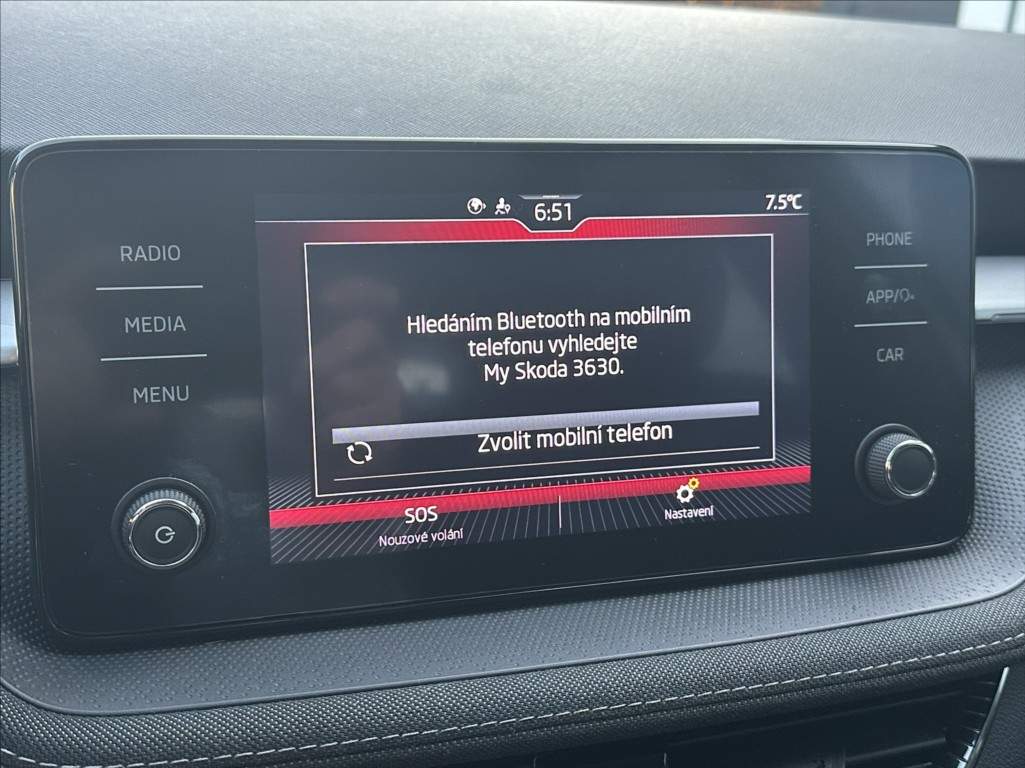 6:51
7.5°C
RADIO
MEDIA
MENU
Hledáním Bluetooth na mobilním
telefonu vyhledejte
My Skoda 3630.
Zvolit mobilní telefon
SOS
Nouzové volání
Nastavení
PHONE
APP/
CAR